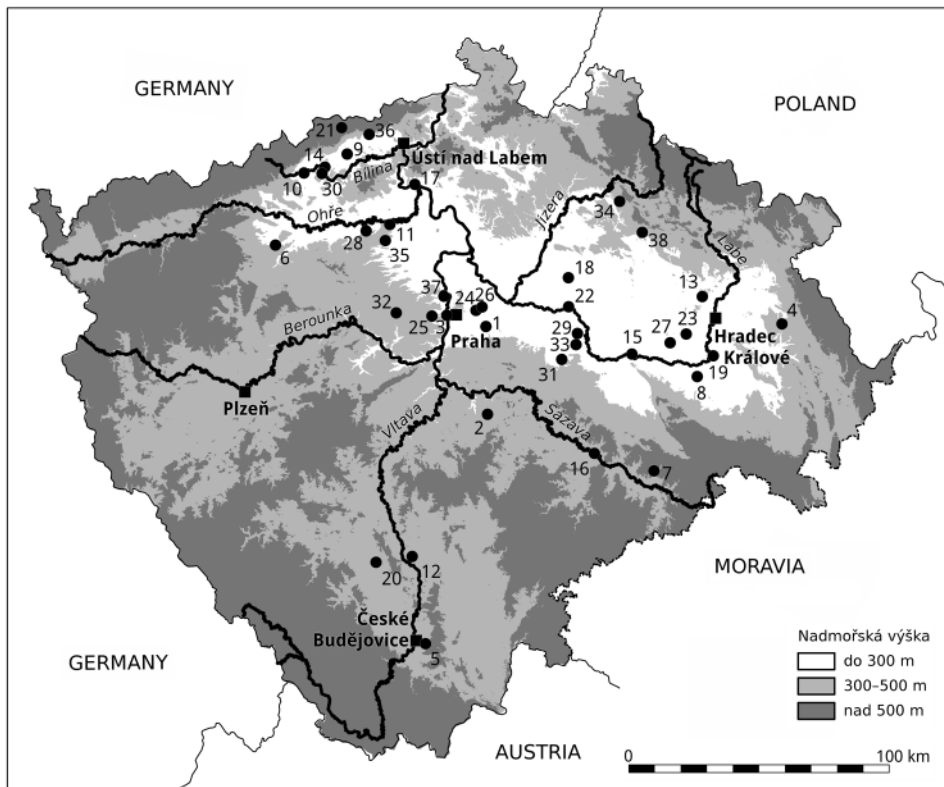 GERMANY
POLAND
21
36
9
14
Ústí nad Labem
10
30
Bílina
17
34
Jizera
Ohře
11
28
35
6
38
Labe
18
13
37
24
26
22
32
25
3
1
4
Berounka
Praha
29
33
15
27
23
Hradec
Králové
31
19
8
Plzeň
Vltava
2
Sázava
16
7
20
12
MORAVIA
České
Budějovice
5
GERMANY
AUSTRIA
Nadmořská výška
do 300 m
300–500 m
nad 500 m
0
100 km